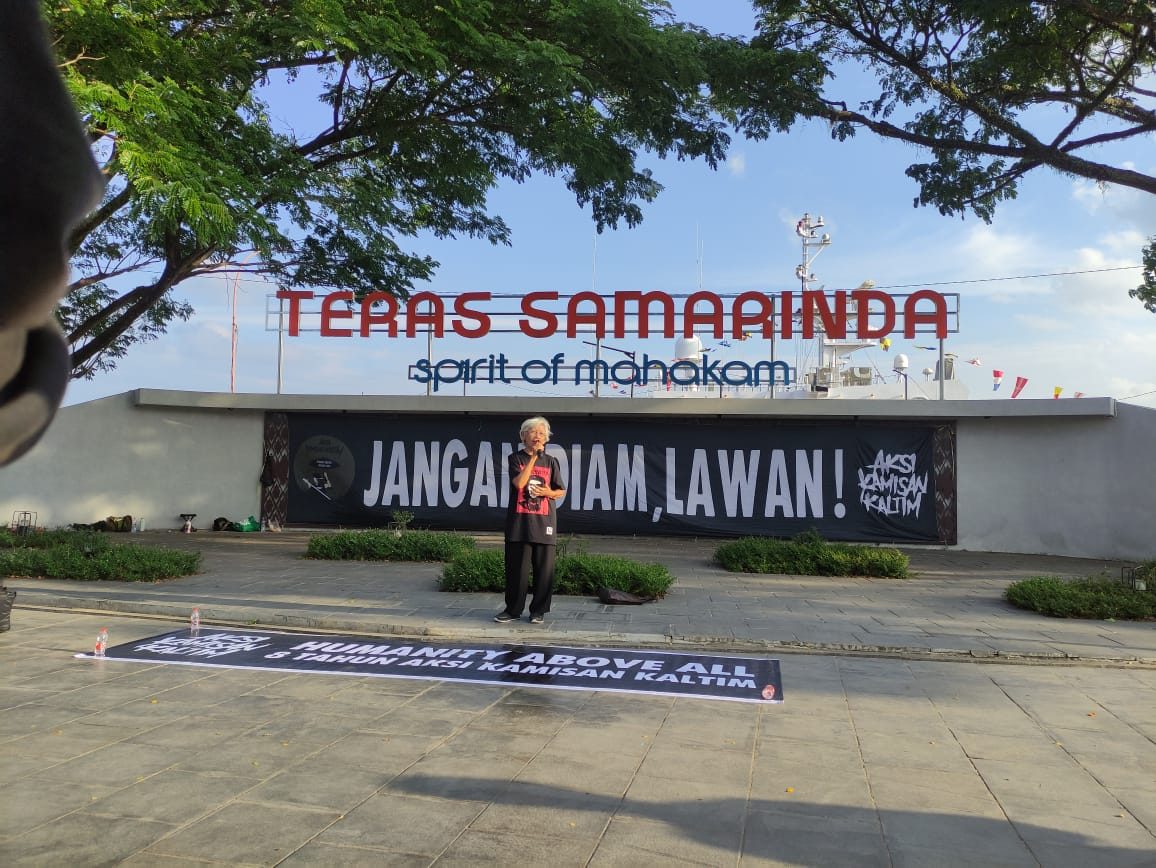 TERAS SAMARINDA
spirit of mahakam
JANGAN DIAM, LAWAN!
AKSI
KAMISAN
KALTIM
AKSI
KAMISAN
KALTIM
HUMANITY ABOVE ALL
8 TAHUN AKSI KAMISAN KALTIM